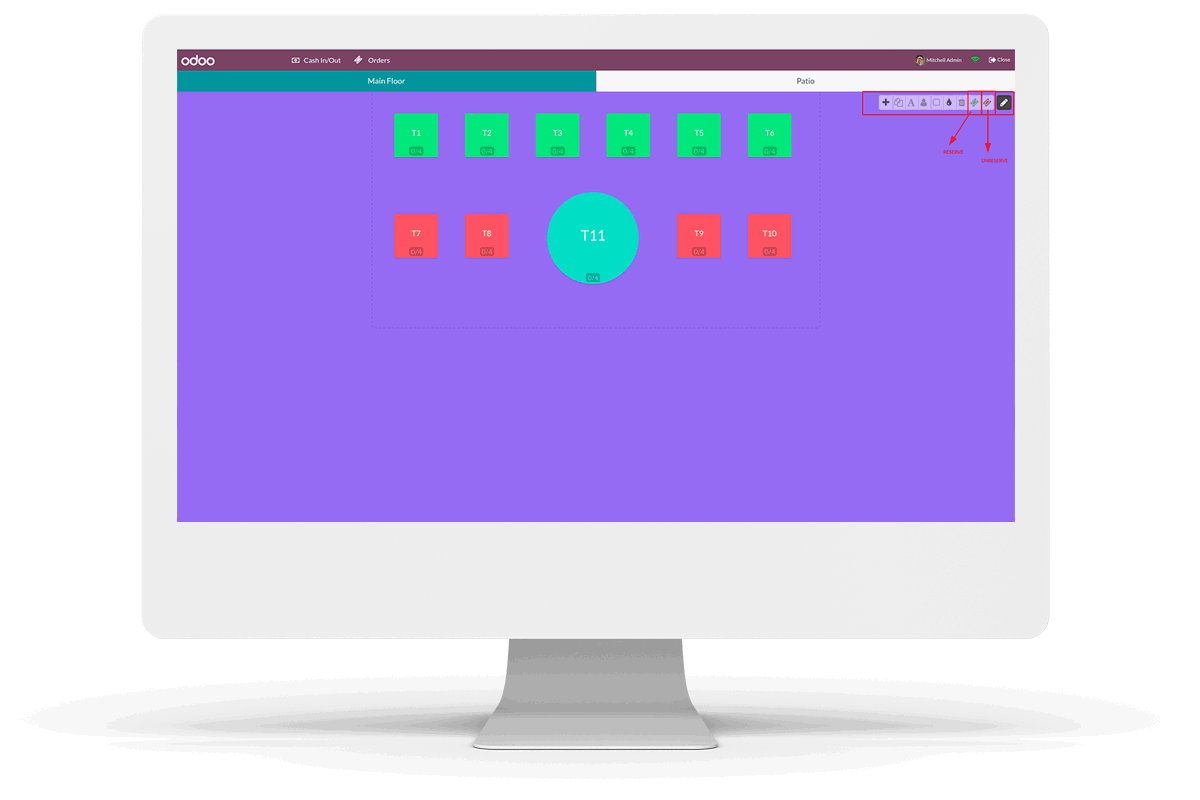 odoo Cash In/Out Orders Mitchell Admin Close
Main Floor Patio
A
T1 T2 T3 T4 T5 T6
0/4 0/4 0/4 0/4 0/4 0/4
RESERVE
UNRESERVE
T7 T8 T11 T9 T10
0/4 0/4 0/4 0/4
0/4